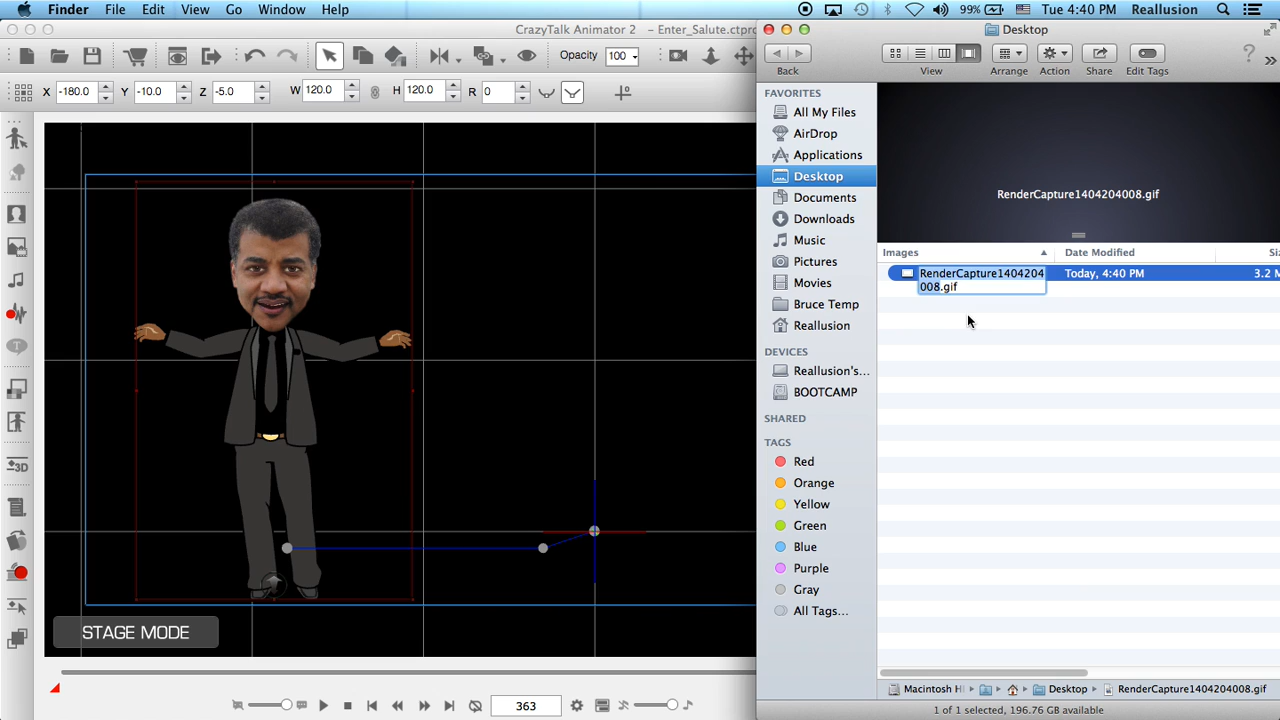 Finder File Edit View Go Window Help 99% Tue 4:40 PM Reallusion
CrazyTalk Animator 2 – Enter_Salute.ctpro
Desktop
Opacity 100
Back View Arrange Action Share Edit Tags
X -180.0 Y -10.0 Z -5.0 W 120.0 H 120.0 R 0
FAVORITES
All My Files
AirDrop
Applications
Desktop
Documents
Downloads
Music
Pictures
Movies
Bruce Temp
Reallusion
DEVICES
Reallusion's...
BOOTCAMP
SHARED
TAGS
Red
Orange
Yellow
Green
Blue
Purple
Gray
All Tags...
RenderCapture1404204008.gif
Images Date Modified Si
RenderCapture1404204 Today, 4:40 PM 3.2 M
008.gif
+3D
STAGE MODE
363
Macintosh H Desktop RenderCapture1404204008.gif
1 of 1 selected, 196.76 GB available